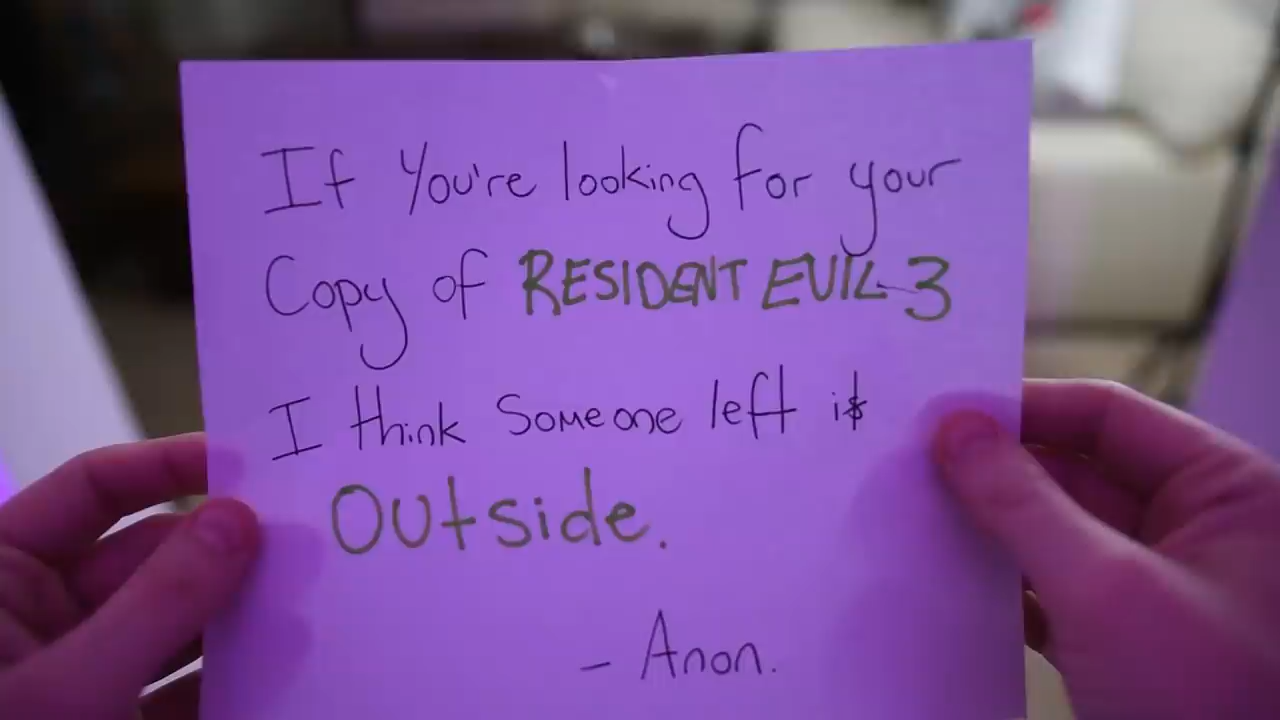 If You're looking for your
Copy of RESIDENT EVIL 3
I think Someone left it
Outside.
- Anon.